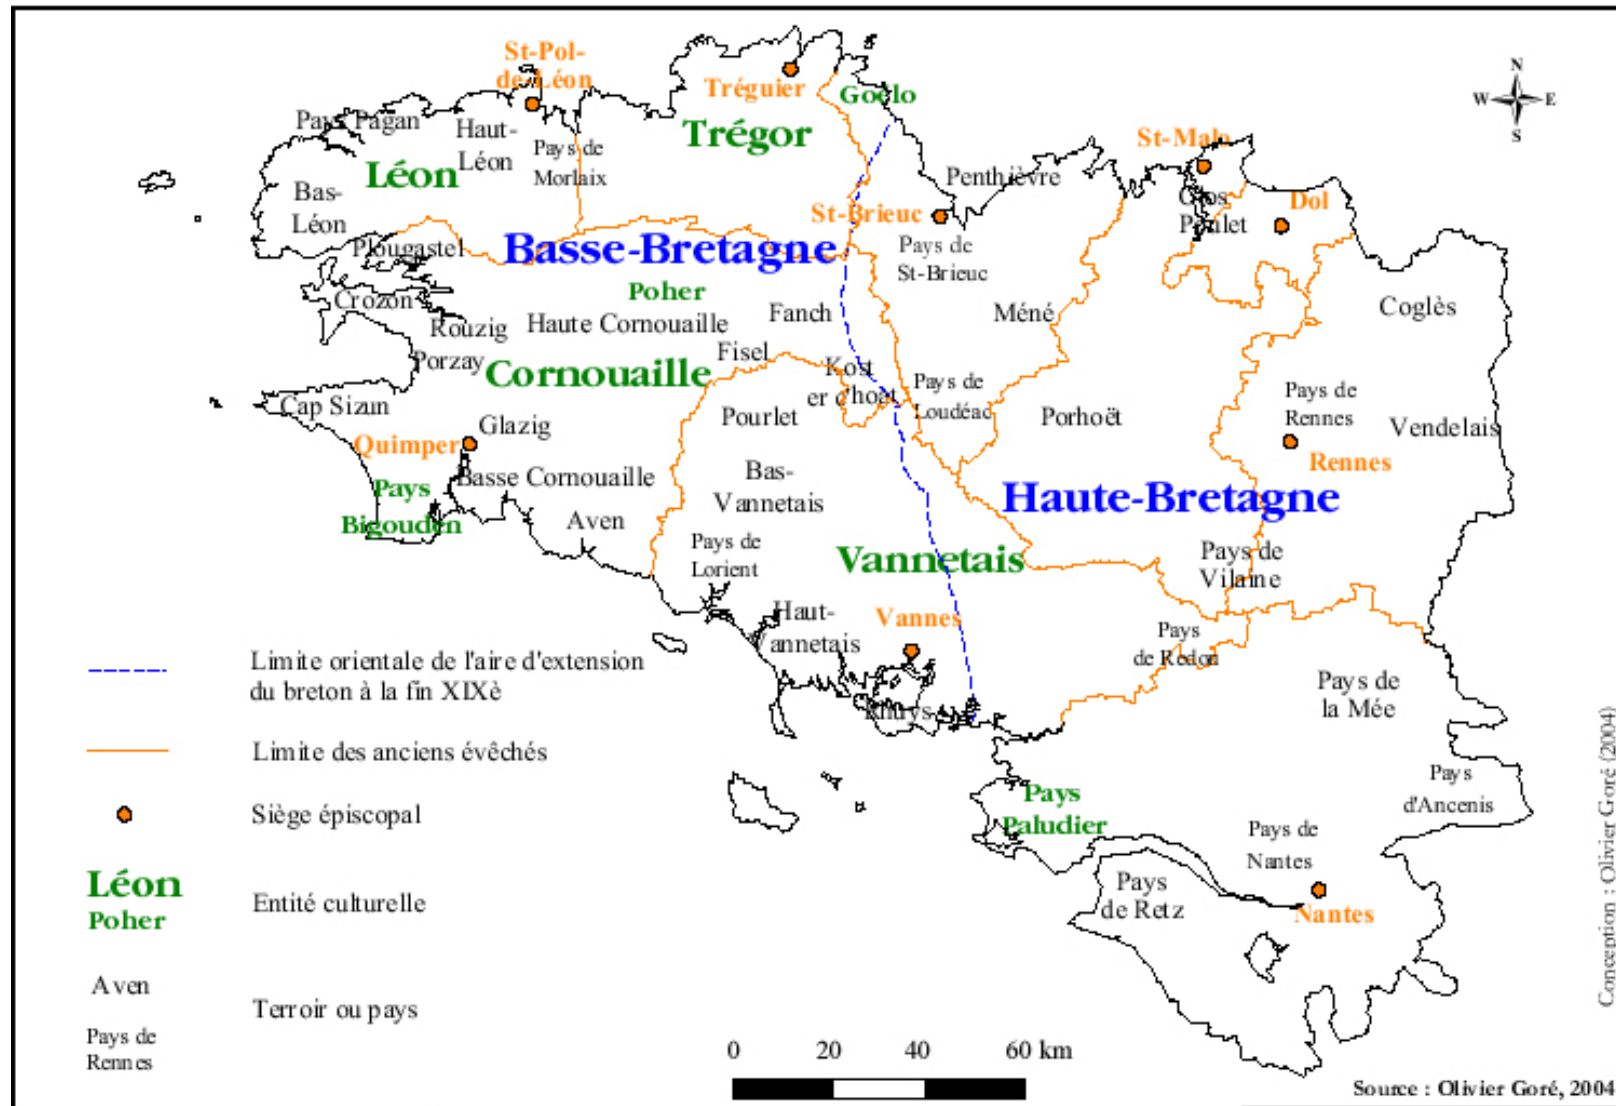 St-Pol-
de-Léon
Tréguier
Goëlo
N
W
E
S
Pays Pagan
Haut-
Léon
Pays de
Morlaix
Trégor
St-Malo
Léon
Bas-
Léon
Penthièvre
Clos
Poulet
Dol
St-Brieuc
Plougastel
Basse-Bretagne
Pays de
St-Brieuc
Crozon
Poher
Rouzig
Haute Cornouaille
Fanch
Méné
Coglès
Porzay
Fisel
Cornouaille
Kost
er c'hoat
Pays de
Loudéac
Pays de
Rennes
Cap Sizun
Pourlet
Porhoët
Vendelais
Glazig
Quimper
Rennes
Basse Cornouaille
Bas-
Vannetais
Pays
Bigouden
Haute-Bretagne
Aven
Pays de
Lorient
Vannetais
Pays de
Vilaine
Haut-
Vannetais
Vannes
Pays
de Redon
Rhuys
Pays de
la Mée
Pays
d'Ancenis
Pays
Paludier
Pays de
Nantes
Pays
de Retz
Nantes
Limite orientale de l'aire d'extension
du breton à la fin XIXè
Limite des anciens évêchés
Siège épiscopal
Léon
Poher
Entité culturelle
Aven
Pays de
Rennes
Terroir ou pays
0 20 40 60 km
Conception : Olivier Goré (2004)
Source : Olivier Goré, 2004